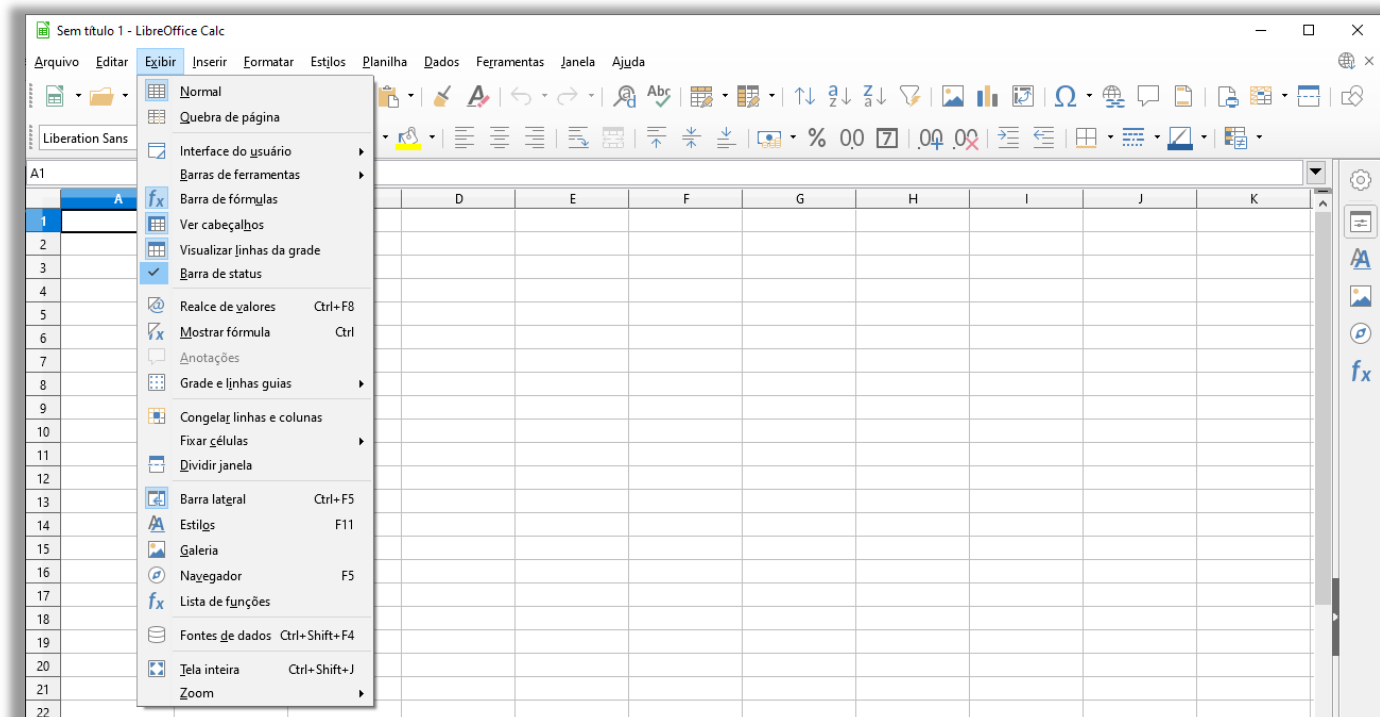 Sem título 1 - LibreOffice Calc
Arquivo Editar Exibir Inserir Formatar Estilos Planilha Dados Ferramentas Janela Ajuda
Liberation Sans
A1
A D E F G H I J K
Normal
Quebra de página
Interface do usuário
Barras de ferramentas
Barra de fórmulas
Ver cabeçalhos
Visualizar linhas da grade
Barra de status
Realce de valores Ctrl+F8
Mostrar fórmula Ctrl
Anotações
Grade e linhas guias
Congelar linhas e colunas
Fixar células
Dividir janela
Barra lateral Ctrl+F5
Estilos F11
Galeria
Navegador F5
Lista de funções
Fontes de dados Ctrl+Shift+F4
Tela inteira Ctrl+Shift+J
Zoom
1
2
3
4
5
6
7
8
9
10
11
12
13
14
15
16
17
18
19
20
21
22